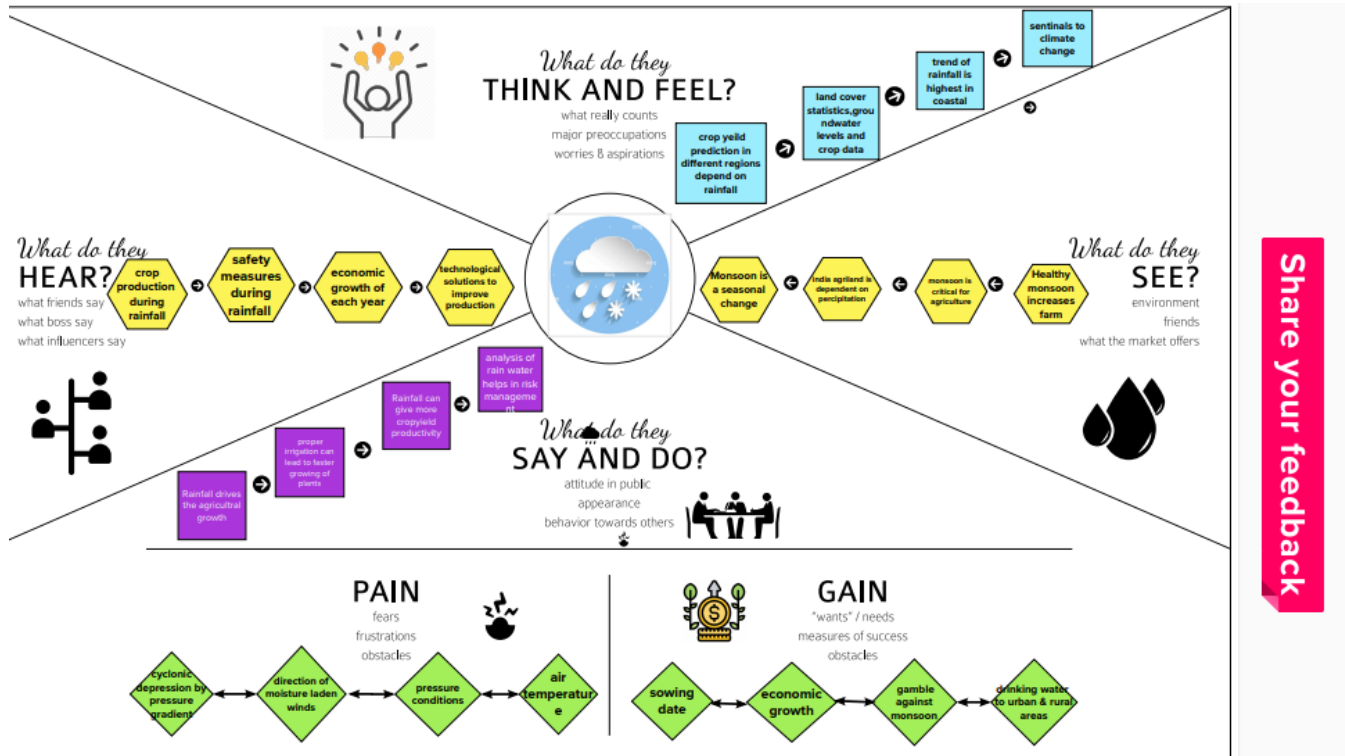 What do they
THINK AND FEEL?
what really counts
major preoccupations
worries & aspirations
crop yeild
prediction in
different regions
depend on
rainfall
land cover
statistics,grou
ndwater
levels and
crop data
trend of
rainfall is
highest in
coastal
sentinals to
climate
change
What do they
HEAR?
what friends say
what boss say
what influencers say
crop
production
during
rainfall
safety
measures
during
rainfall
economic
growth of
each year
technological
solutions to
improve
production
Monsoon is
a seasonal
change
india agriland is
dependent on
percipitation
monsoon is
critical for
agriculture
Healthy
monsoon
increases
farm
What do they
SEE?
environment
friends
what the market offers
Rainfall drives
the agricultral
growth
proper
irrigation can
lead to faster
growing of
plants
Rainfall can
give more
cropyield
productivity
analysis of
rain water
helps in risk
manageme
nt
What do they
SAY AND DO?
attitude in public
appearance
behavior towards others
PAIN
fears
frustrations
obstacles
cyclonic
depression by
pressure
gradient
direction of
moisture laden
winds
pressure
conditions
air
temperatur
e
GAIN
"wants" / needs
measures of success
obstacles
sowing
date
economic
growth
gamble
against
monsoon
drinking water
to urban & rural
areas
Share your feedback